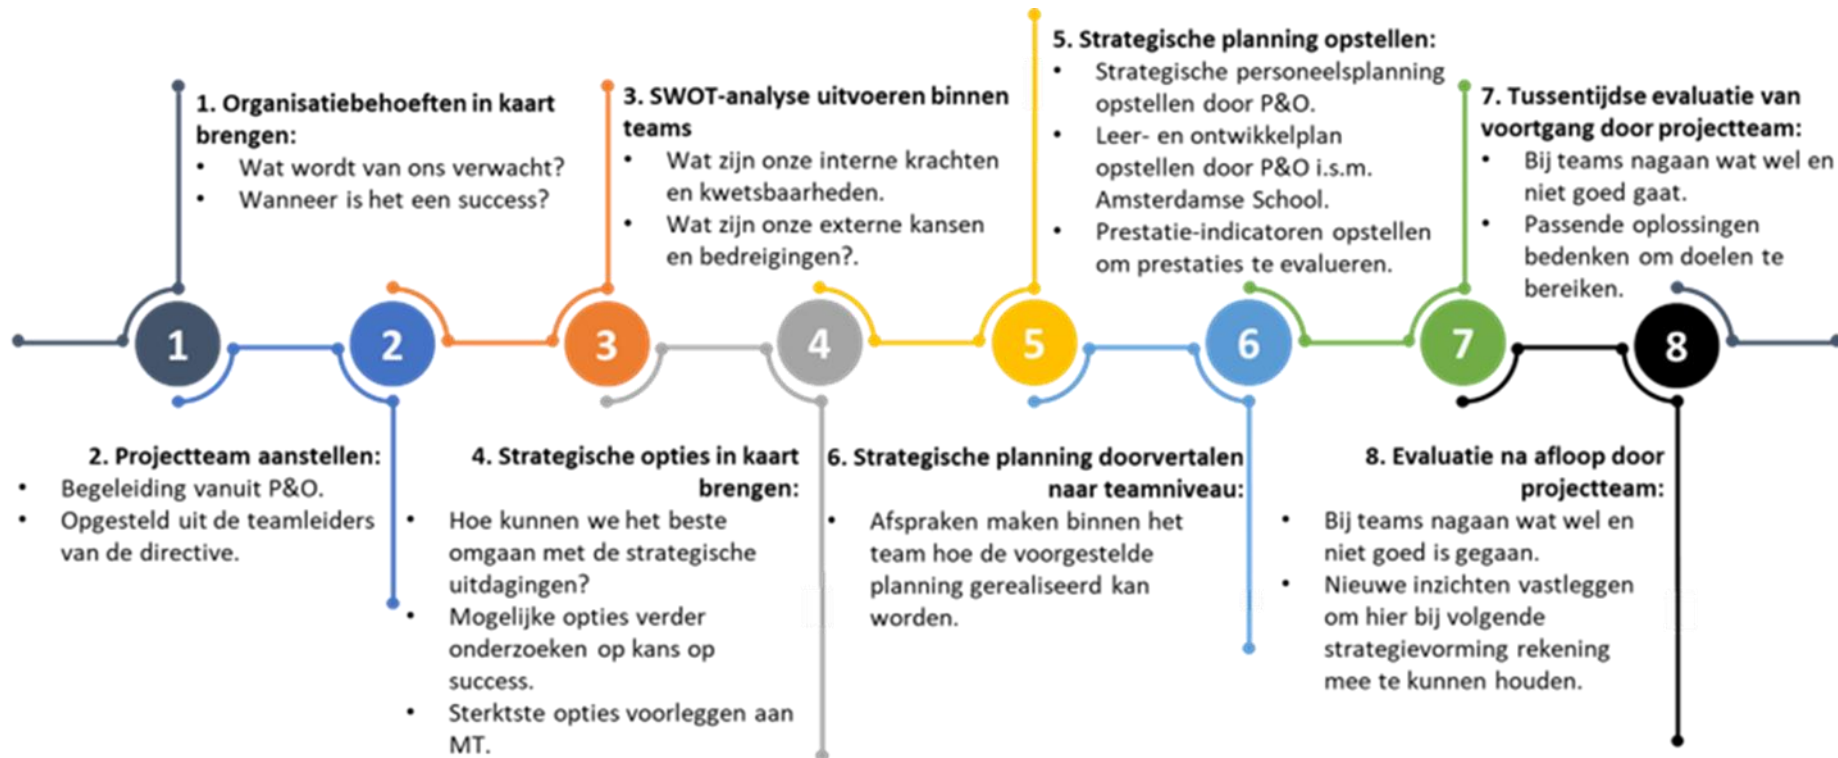 1. Organisatiebehoeften in kaart
brengen:
• Wat wordt van ons verwacht?
• Wanneer is het een success?
3. SWOT-analyse uitvoeren binnen
teams
• Wat zijn onze interne krachten
en kwetsbaarheden.
• Wat zijn onze externe kansen
en bedreigingen?.
5. Strategische planning opstellen:
• Strategische personeelsplanning
opstellen door P&O.
• Leer- en ontwikkelplan
opstellen door P&O i.s.m.
Amsterdamse School.
• Prestatie-indicatoren opstellen
om prestaties te evalueren.
7. Tussentijdse evaluatie van
voortgang door projectteam:
• Bij teams nagaan wat wel en
niet goed gaat.
• Passende oplossingen
bedenken om doelen te
bereiken.
1
2
3
4
5
6
7
8
2. Projectteam aanstellen:
• Begeleiding vanuit P&O.
• Opgesteld uit de teamleiders
van de directive.
4. Strategische opties in kaart
brengen:
• Hoe kunnen we het beste
omgaan met de strategische
uitdagingen?
• Mogelijke opties verder
onderzoeken op kans op
success.
• Sterktste opties voorleggen aan
MT.
6. Strategische planning doorvertalen
naar teamniveau:
• Afspraken maken binnen het
team hoe de voorgestelde
planning gerealiseerd kan
worden.
8. Evaluatie na afloop door
projectteam:
• Bij teams nagaan wat wel en
niet goed is gegaan.
• Nieuwe inzichten vastleggen
om hier bij volgende
strategievorming rekening
mee te kunnen houden.